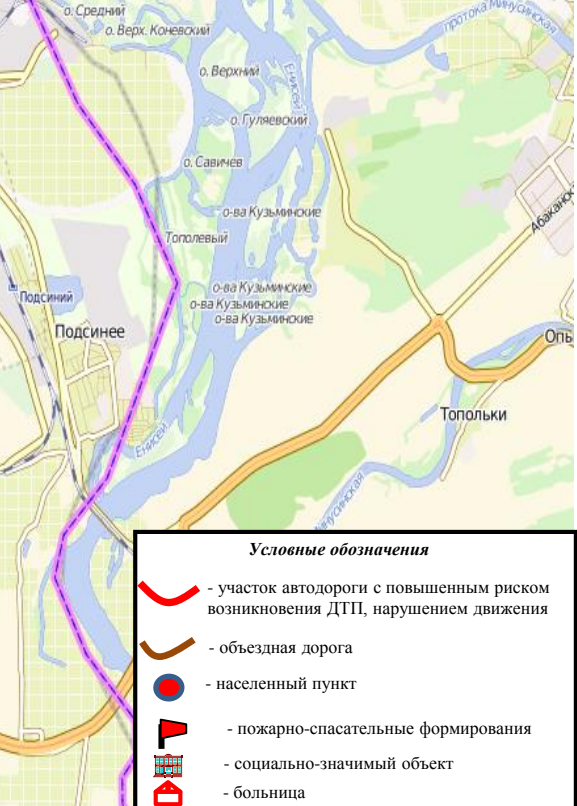 о. Средний
протока Минусинская
о. Верх. Коневский
о. Верхний
Енисей
о. Гуляевский
о. Савичев
Абаканск
о-ва Кузьминские
Тополевый
о-ва Кузьминские
Подсиний
о-ва Кузьминские
о-ва Кузьминские
Подсинее
Опы
Топольки
Енисей
Минусинская
Условные обозначения
- участок автодороги с повышенным риском
возникновения ДТП, нарушением движения
- объездная дорога
- населенный пункт
- пожарно-спасательные формирования
- социально-значимый объект
- больница